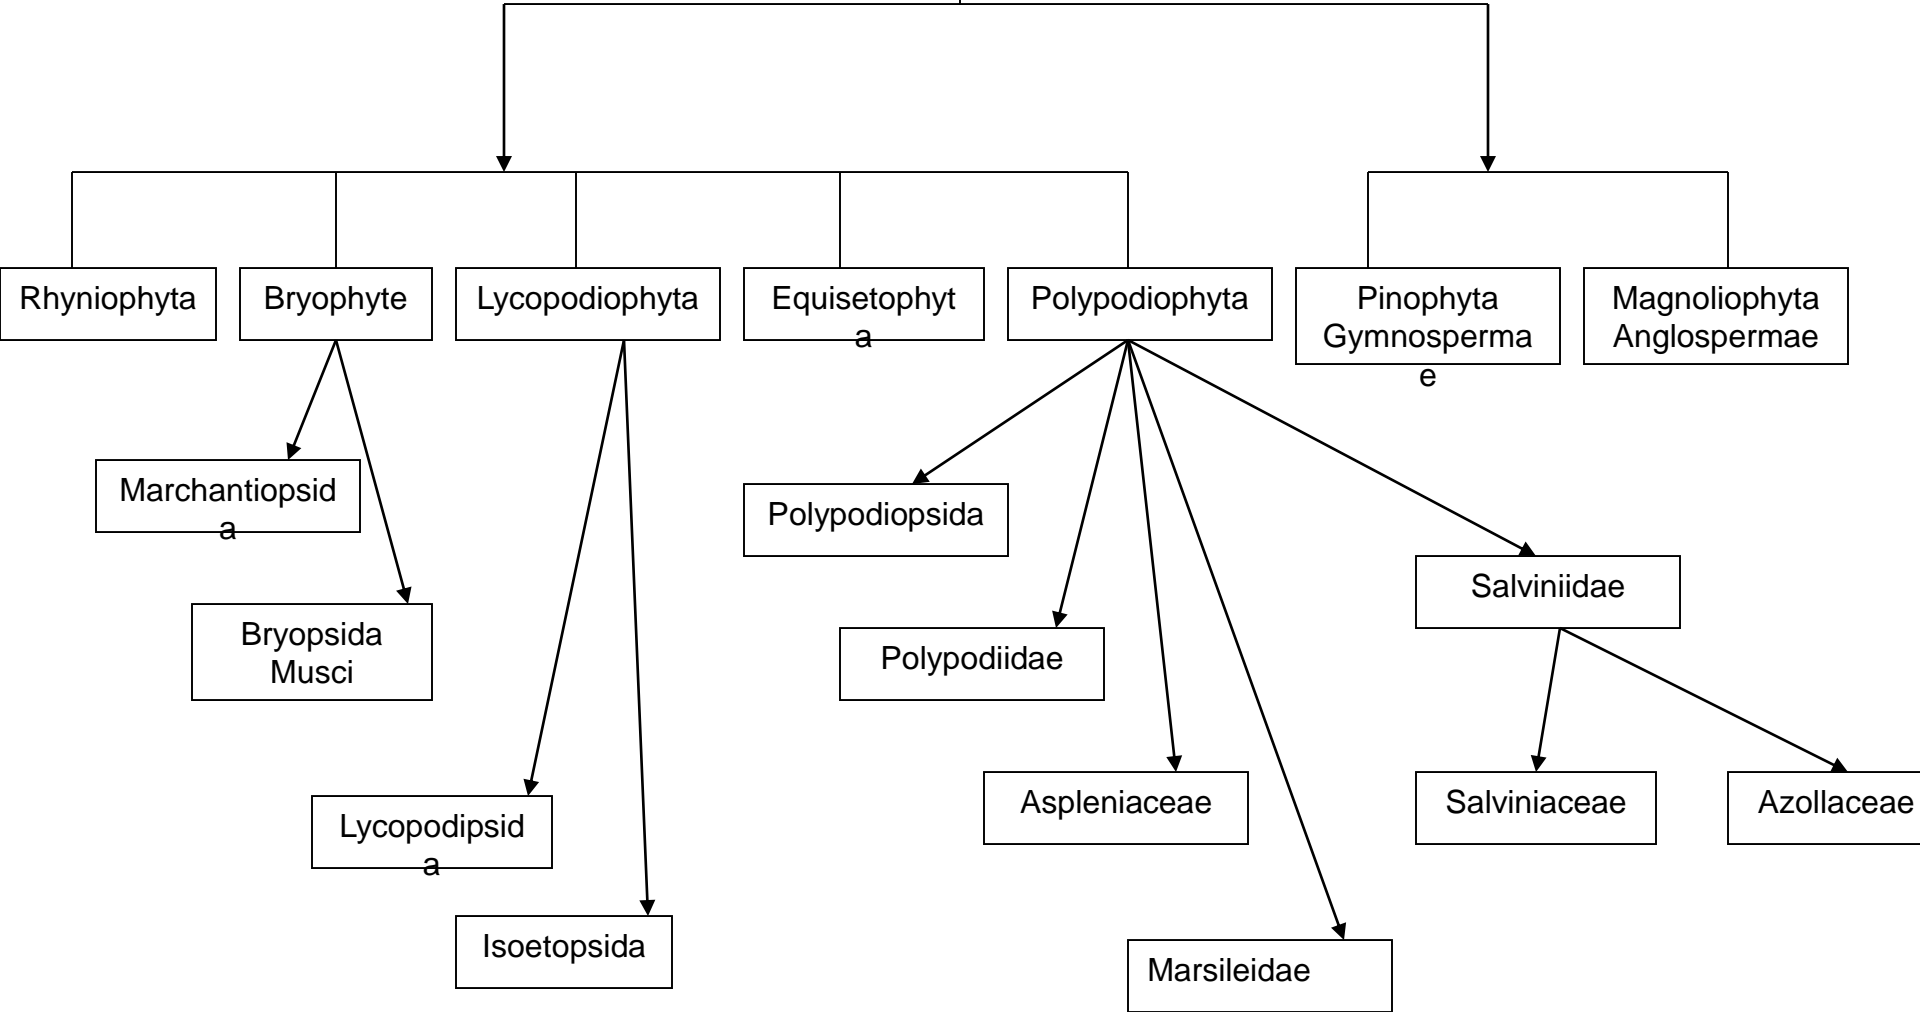 Rhyniophyta
Bryophyte
Lycopodiophyta
Equisetophyt
a
Polypodiophyta
Pinophyta
Gymnosperma
e
Magnoliophyta
Anglospermae
Marchantiopsid
a
Polypodiopsida
Salviniidae
Bryopsida
Musci
Polypodiidae
Aspleniaceae
Salviniaceae
Azollaceae
Lycopodipsid
a
Isoetopsida
Marsileidae